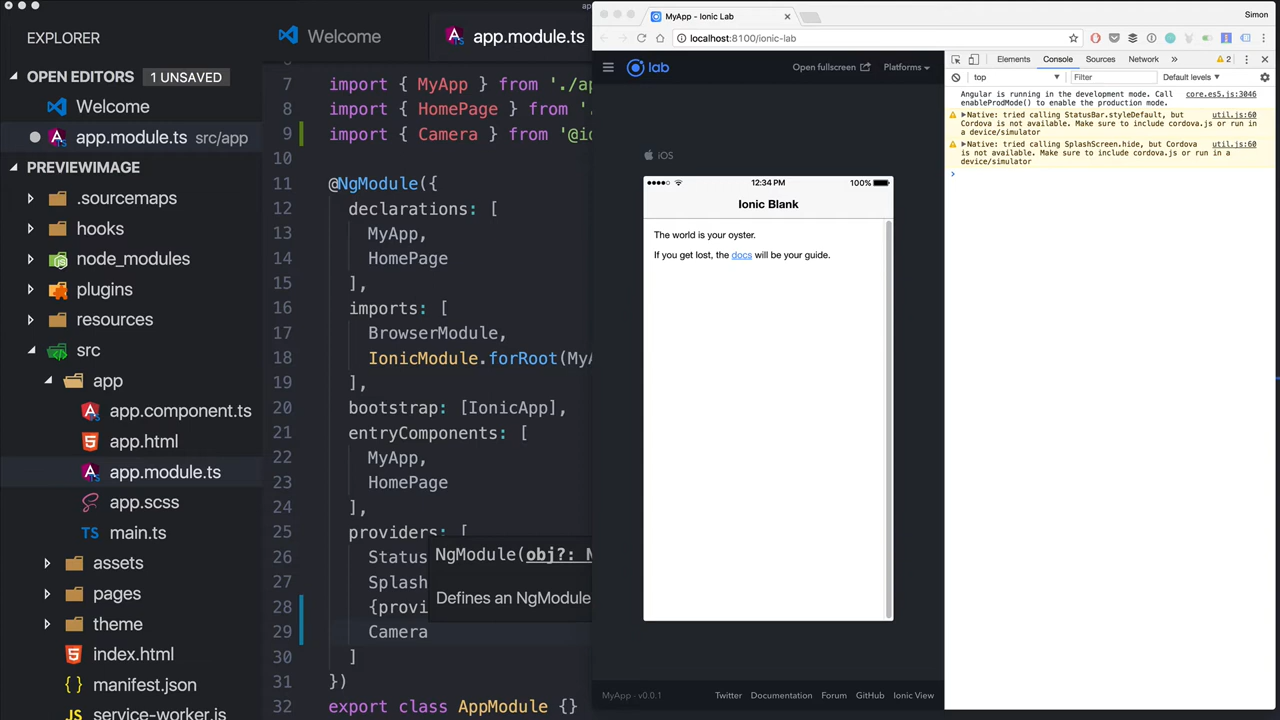 EXPLORER
OPEN EDITORS 1 UNSAVED
Welcome
app.module.ts src/app
PREVIEWIMAGE
.sourcemaps
hooks
node_modules
plugins
resources
src
app
app.component.ts
app.html
app.module.ts
app.scss
TS main.ts
assets
pages
theme
index.html
manifest.json
service-worker.js
Welcome
app.module.ts
7 import { MyApp } from './ap
8 import { HomePage } from '.
9 import { Camera } from '@io
10
11 @NgModule({
12 declarations: [
13 MyApp,
14 HomePage
15 ],
16 imports: [
17 BrowserModule,
18 IonicModule.forRoot(MyA
19 ],
20 bootstrap: [IonicApp],
21 entryComponents: [
22 MyApp,
23 HomePage
24 ],
25 providers: [
26 Status
27 Splash
28 {provi
29 Camera
30 ]
31 })
32 export class AppModule {}
NgModule(obj?: N
Defines an NgModule
MyApp - Ionic Lab
Simon
localhost:8100/ionic-lab
lab
Open fullscreen
Platforms
iOS
12:34 PM
100%
Ionic Blank
The world is your oyster.
If you get lost, the docs will be your guide.
MyApp - v0.0.1
Twitter Documentation Forum GitHub Ionic View
Elements Console Sources Network » 2
top Filter Default levels
Angular is running in the development mode. Call core.es5.js:3046
enableProdMode() to enable the production mode.
Native: tried calling StatusBar.styleDefault, but util.js:60
Cordova is not available. Make sure to include cordova.js or run in
a device/simulator
Native: tried calling SplashScreen.hide, but Cordova util.js:60
is not available. Make sure to include cordova.js or run in a
device/simulator